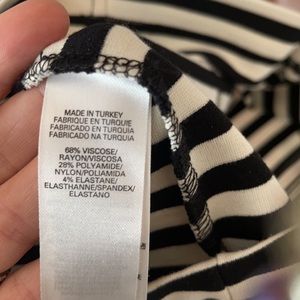 MADE IN TURKEY
FABRIQUE EN TURQUIE
FABRICADO EN TURQUIA
FABRICADO EN TURQUIA
68% VISCOSE/
RAYON/VISCOSA
28% POLYAMIDE/
NYLON/POLIAMIDA
4% ELASTANE/
ELASTHANNE/SPANDEX/
ELASTANO